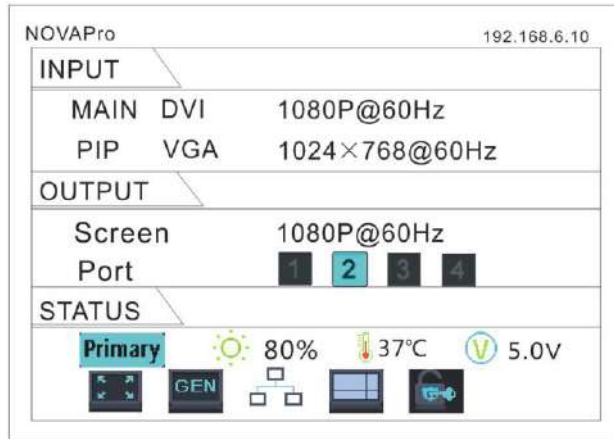 NOVAPro 192.168.6.10
INPUT
MAIN DVI 1080P@60Hz
PIP VGA 1024×768@60Hz
OUTPUT
Screen 1080P@60Hz
Port 1 2 3 4
STATUS
Primary 80% 37℃ V 5.0V
GEN